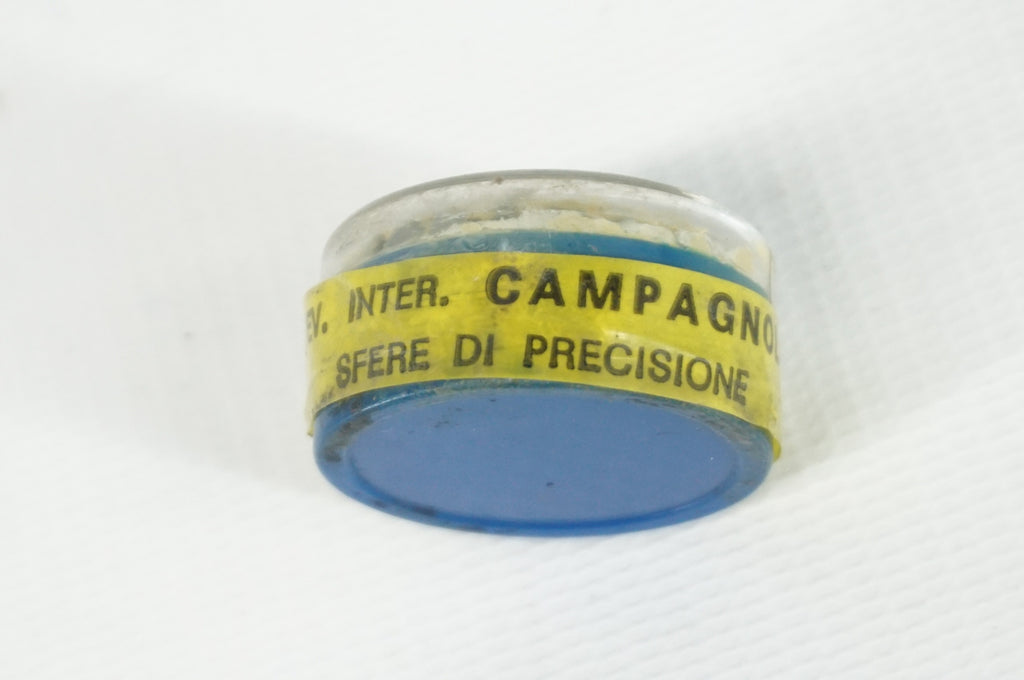 EV. INTER. CAMPAGNOL
SFERE DI PRECISIONE